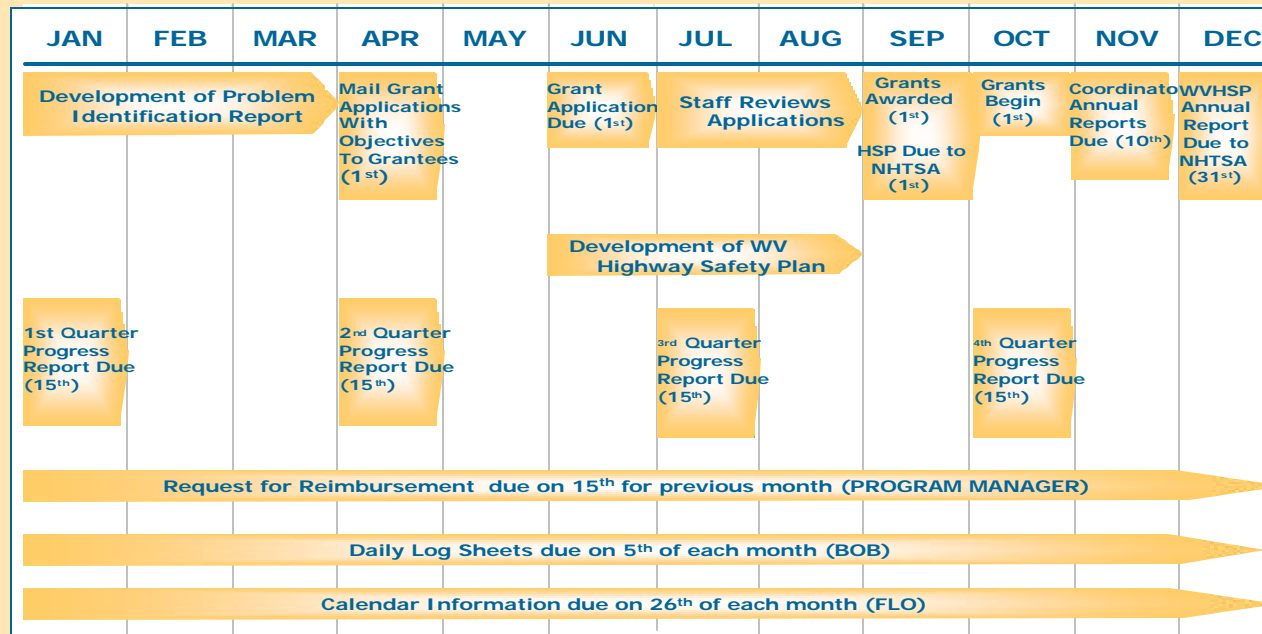 JAN FEB MAR APR MAY JUN JUL AUG SEP OCT NOV DEC
Development of Problem
Identification Report
Mail Grant
Applications
With
Objectives
To Grantees
(1st)
Grant
Application
Due (1st)
Staff Reviews
Applications
Grants
Awarded
(1st)
HSP Due to
NHTSA
(1st)
Grants
Begin
(1st)
Coordinato
Annual
Reports
Due (10th)
WVHSP
Annual
Report
Due to
NHTSA
(31st)
Development of WV
Highway Safety Plan
1st Quarter
Progress
Report Due
(15th)
2nd Quarter
Progress
Report Due
(15th)
3rd Quarter
Progress
Report Due
(15th)
4th Quarter
Progress
Report Due
(15th)
Request for Reimbursement due on 15th for previous month (PROGRAM MANAGER)
Daily Log Sheets due on 5th of each month (BOB)
Calendar Information due on 26th of each month (FLO)